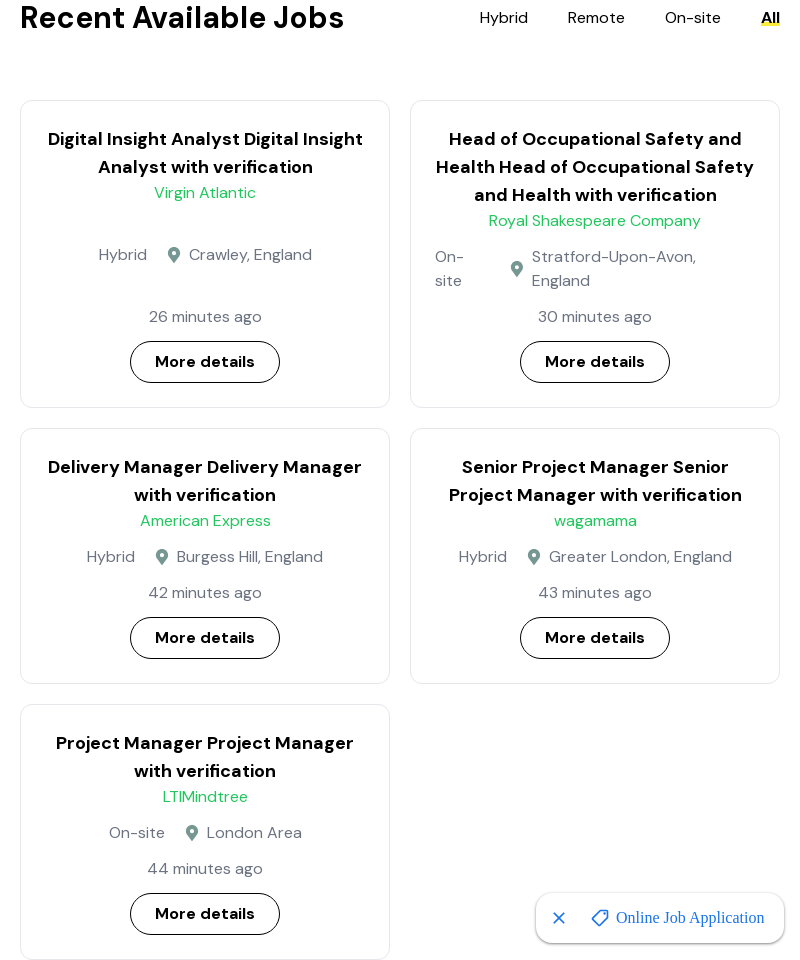 Recent Available Jobs
Hybrid
Remote
On-site
All
Digital Insight Analyst Digital Insight
Analyst with verification
Virgin Atlantic
Hybrid
Crawley, England
26 minutes ago
More details
Head of Occupational Safety and
Health Head of Occupational Safety
and Health with verification
Royal Shakespeare Company
On-
site
Stratford-Upon-Avon,
England
30 minutes ago
More details
Delivery Manager Delivery Manager
with verification
American Express
Hybrid
Burgess Hill, England
42 minutes ago
More details
Senior Project Manager Senior
Project Manager with verification
wagamama
Hybrid
Greater London, England
43 minutes ago
More details
Project Manager Project Manager
with verification
LTIMindtree
On-site
London Area
44 minutes ago
More details
Online Job Application